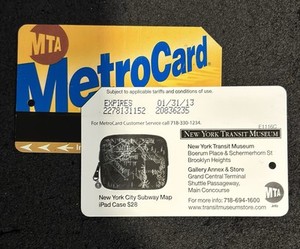 MTA
MetroCard
Subject to applicable tariffs and conditions of use.
EXPIRES 01/31/13
2278131152 20836235
For MetroCard Customer Service call 718-330-1234.
NEW YORK TRANSIT MUSEUM
New York Transit Museum
Boerum Place & Schermerhorn St
Brooklyn Heights
Gallery Annex & Store
Grand Central Terminal
Shuttle Passageway,
Main Concourse
For more info: 718-694-1600
www.transitmuseumstore.com
MTA
New York City Subway Map
iPad Case $28